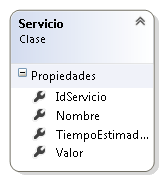 Servicio
Clase
Propiedades
IdServicio
Nombre
TiempoEstimad...
Valor